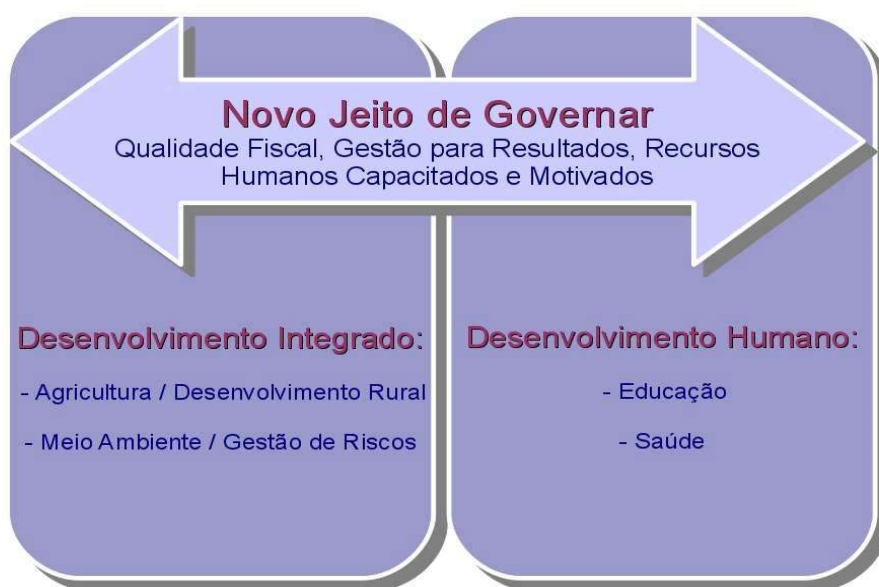 Novo Jeito de Governar
Qualidade Fiscal, Gestão para Resultados, Recursos
Humanos Capacitados e Motivados
Desenvolvimento Integrado:
- Agricultura / Desenvolvimento Rural
- Meio Ambiente / Gestão de Riscos
Desenvolvimento Humano:
- Educação
- Saúde